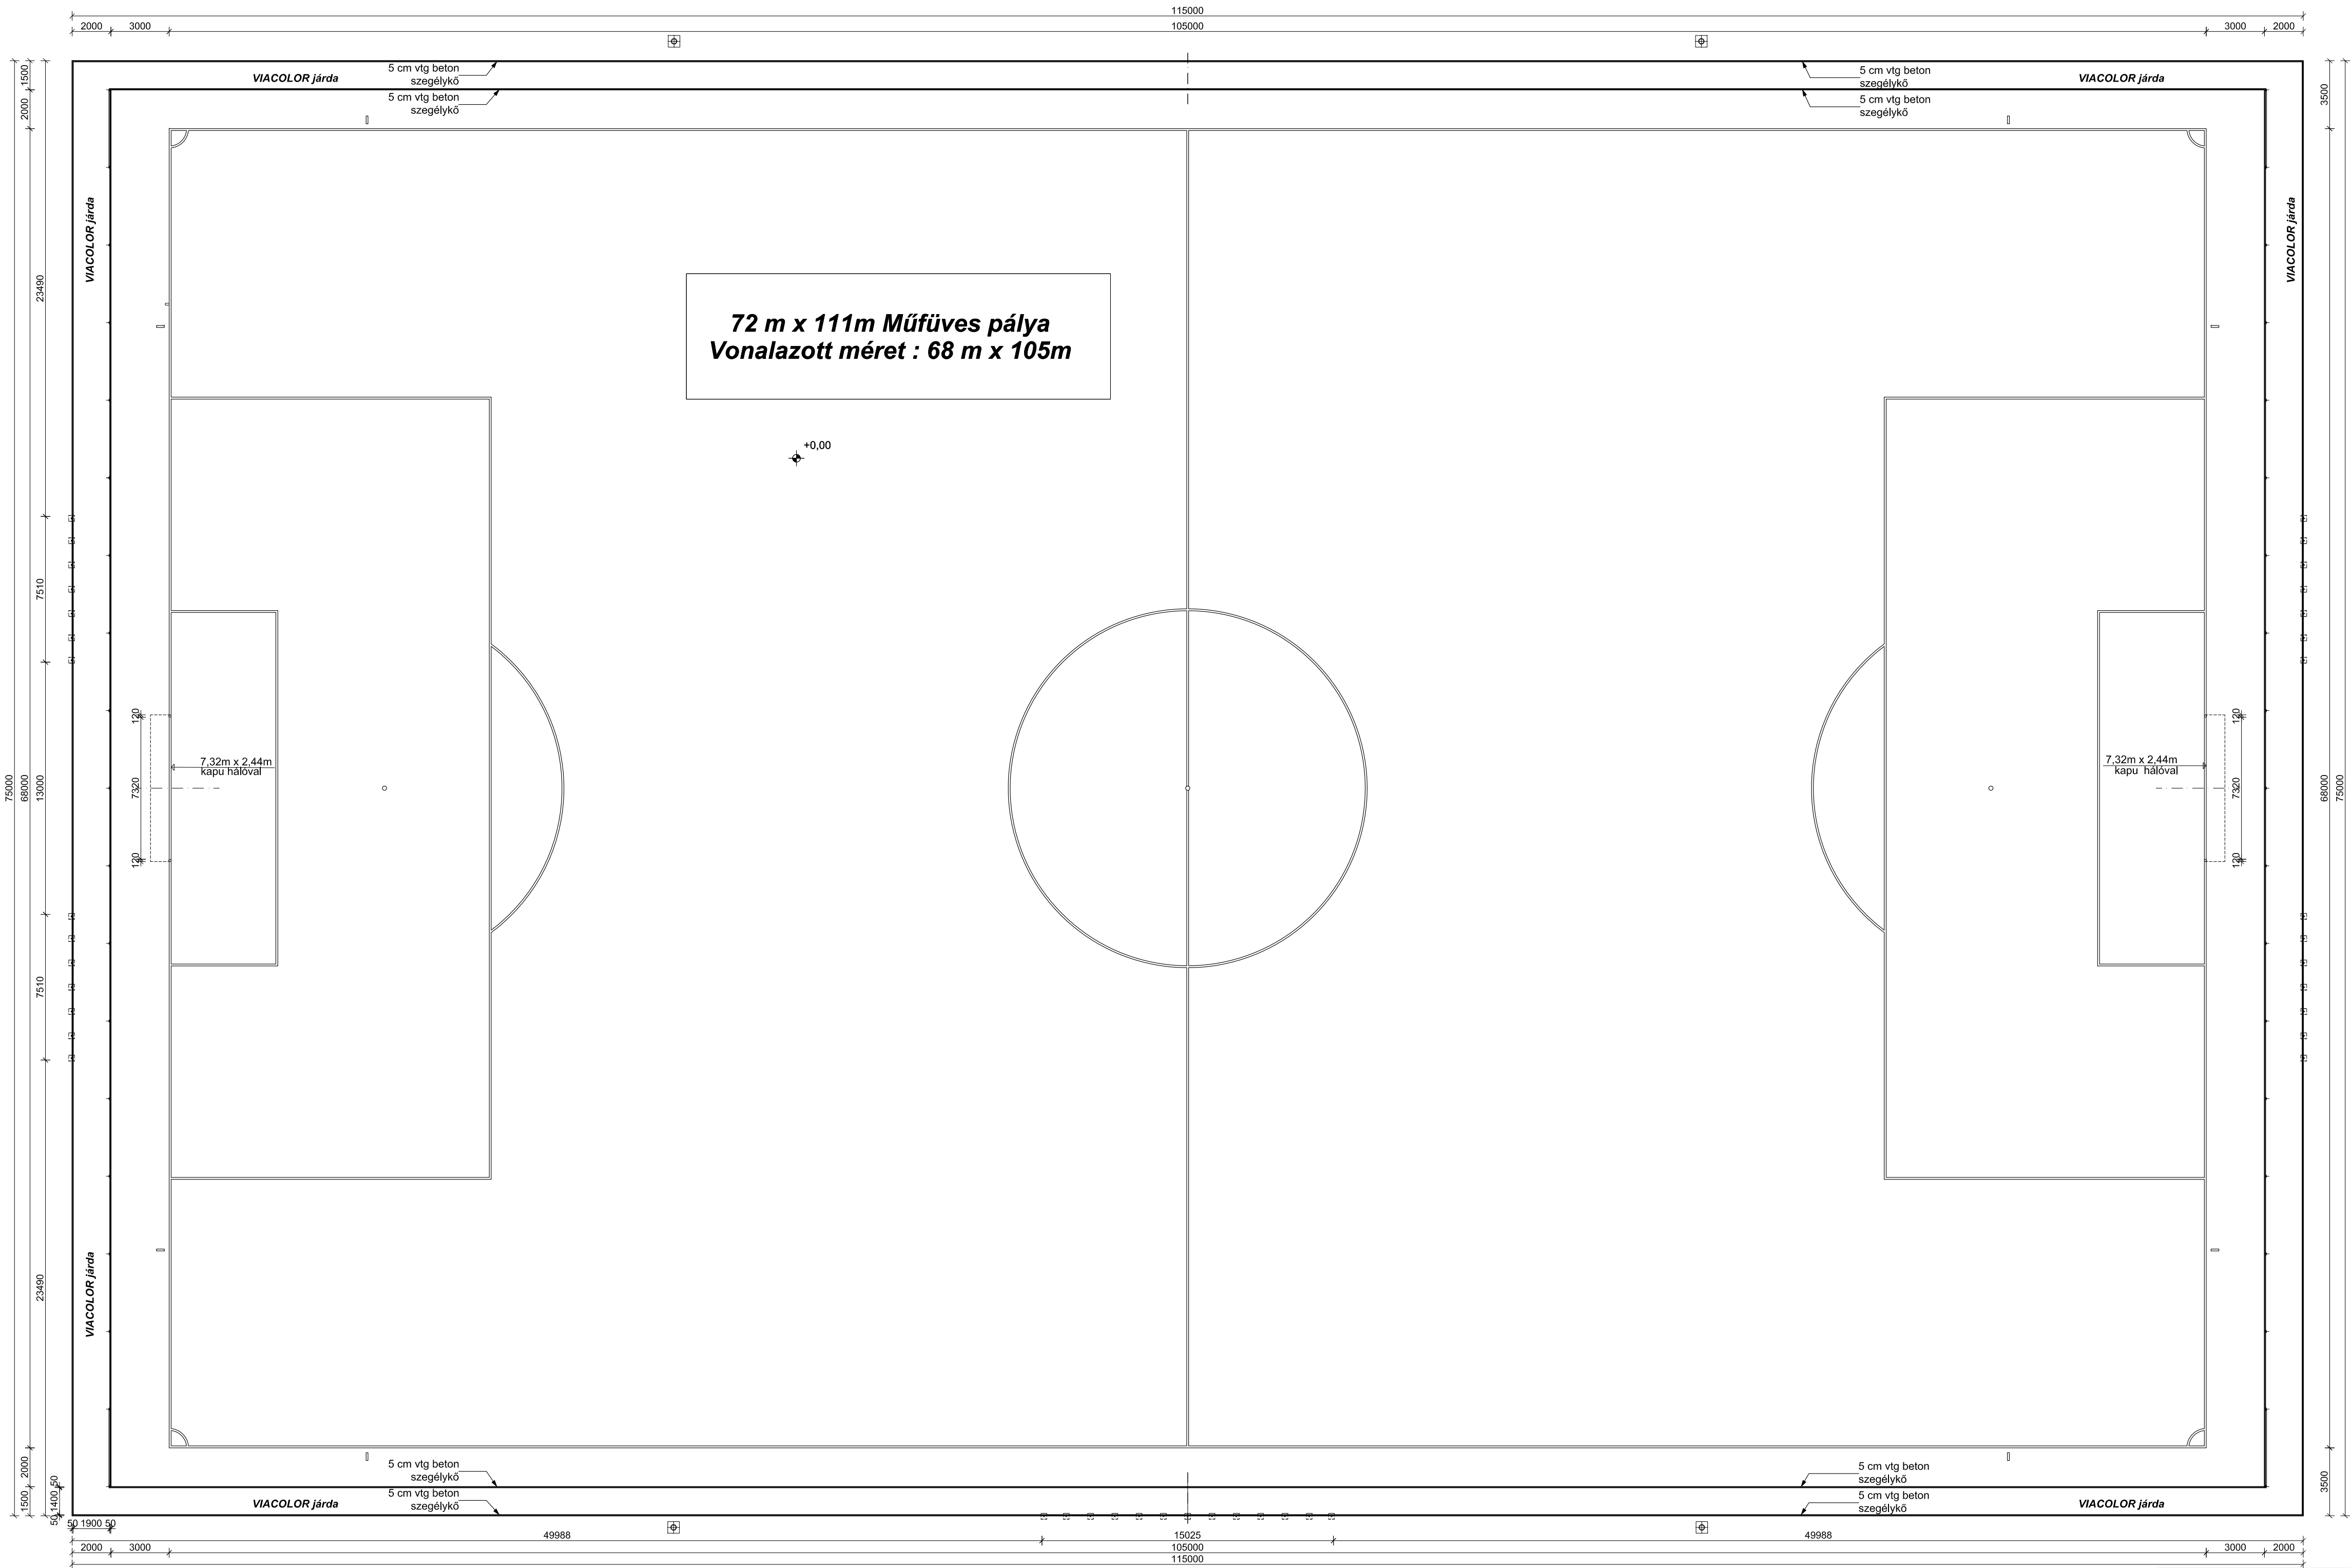 115000
2000 3000 105000 3000 2000
5 cm vtg beton
szegélykő
VIACOLOR járda
5 cm vtg beton
szegélykő
5 cm vtg beton
szegélykő
VIACOLOR járda
5 cm vtg beton
szegélykő
1500
2000
3500
VIACOLOR járda
VIACOLOR járda
23490
72 m x 111m Műfüves pálya
Vonalazott méret : 68 m x 105m
+0,00
7510
120
7,32m x 2,44m
kapu hálóval
7320
120
75000
68000
13000
120
7,32m x 2,44m
kapu hálóval
7320
120
68000
75000
7510
23490
VIACOLOR járda
2000
1500
50
1400
50
5 cm vtg beton
szegélykő
5 cm vtg beton
szegélykő
VIACOLOR járda
5 cm vtg beton
szegélykő
5 cm vtg beton
szegélykő
VIACOLOR járda
3500
50 1900 50
49988 15025 49988
2000 3000 105000 3000 2000
115000